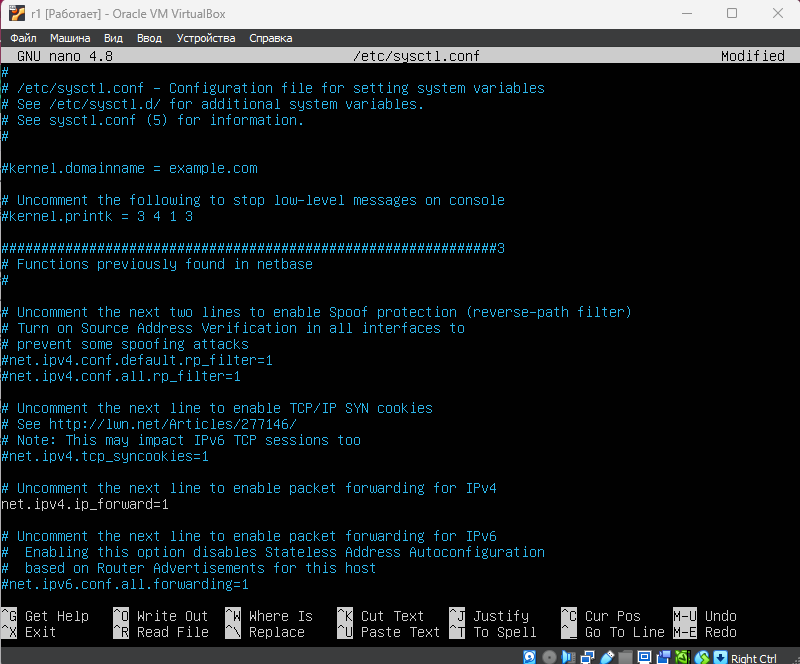 r1 [Работает] - Oracle VM VirtualBox
Файл Машина Вид Ввод Устройства Справка
GNU nano 4.8 /etc/sysctl.conf Modified
#
# /etc/sysctl.conf - Configuration file for setting system variables
# See /etc/sysctl.d/ for additional system variables.
# See sysctl.conf (5) for information.
#
#kernel.domainname = example.com
# Uncomment the following to stop low-level messages on console
#kernel.printk = 3 4 1 3
##############################################################3
# Functions previously found in netbase
#
# Uncomment the next two lines to enable Spoof protection (reverse-path filter)
# Turn on Source Address Verification in all interfaces to
# prevent some spoofing attacks
#net.ipv4.conf.default.rp_filter=1
#net.ipv4.conf.all.rp_filter=1
# Uncomment the next line to enable TCP/IP SYN cookies
# See http://lwn.net/Articles/277146/
# Note: This may impact IPv6 TCP sessions too
#net.ipv4.tcp_syncookies=1
# Uncomment the next line to enable packet forwarding for IPv4
net.ipv4.ip_forward=1
# Uncomment the next line to enable packet forwarding for IPv6
#  Enabling this option disables Stateless Address Autoconfiguration
#  based on Router Advertisements for this host
#net.ipv6.conf.all.forwarding=1
^G Get Help ^O Write Out ^W Where Is ^K Cut Text ^J Justify ^C Cur Pos M-U Undo
^X Exit ^R Read File ^\ Replace ^U Paste Text ^T To Spell ^_ Go To Line M-E Redo
Right Ctrl